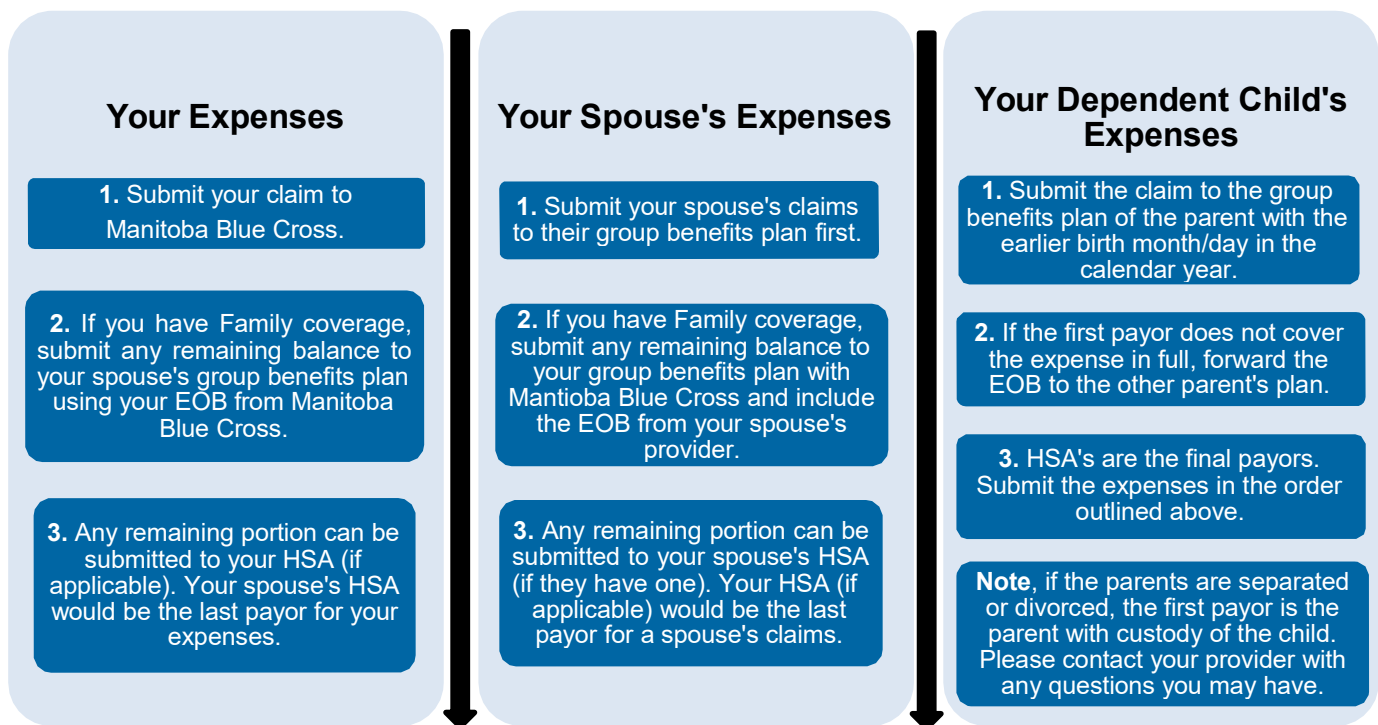 Your Expenses
1. Submit your claim to
Manitoba Blue Cross.
2. If you have Family coverage,
submit any remaining balance to
your spouse's group benefits plan
using your EOB from Manitoba
Blue Cross.
3. Any remaining portion can be
submitted to your HSA (if
applicable). Your spouse's HSA
would be the last payor for your
expenses.
Your Spouse's Expenses
1. Submit your spouse's claims
to their group benefits plan first.
2. If you have Family coverage,
submit any remaining balance to
your group benefits plan with
Mantioba Blue Cross and include
the EOB from your spouse's
provider.
3. Any remaining portion can be
submitted to your spouse's HSA
(if they have one). Your HSA (if
applicable) would be the last
payor for a spouse's claims.
Your Dependent Child's
Expenses
1. Submit the claim to the group
benefits plan of the parent with the
earlier birth month/day in the
calendar year.
2. If the first payor does not cover
the expense in full, forward the
EOB to the other parent's plan.
3. HSA's are the final payors.
Submit the expenses in the order
outlined above.
Note, if the parents are separated
or divorced, the first payor is the
parent with custody of the child.
Please contact your provider with
any questions you may have.